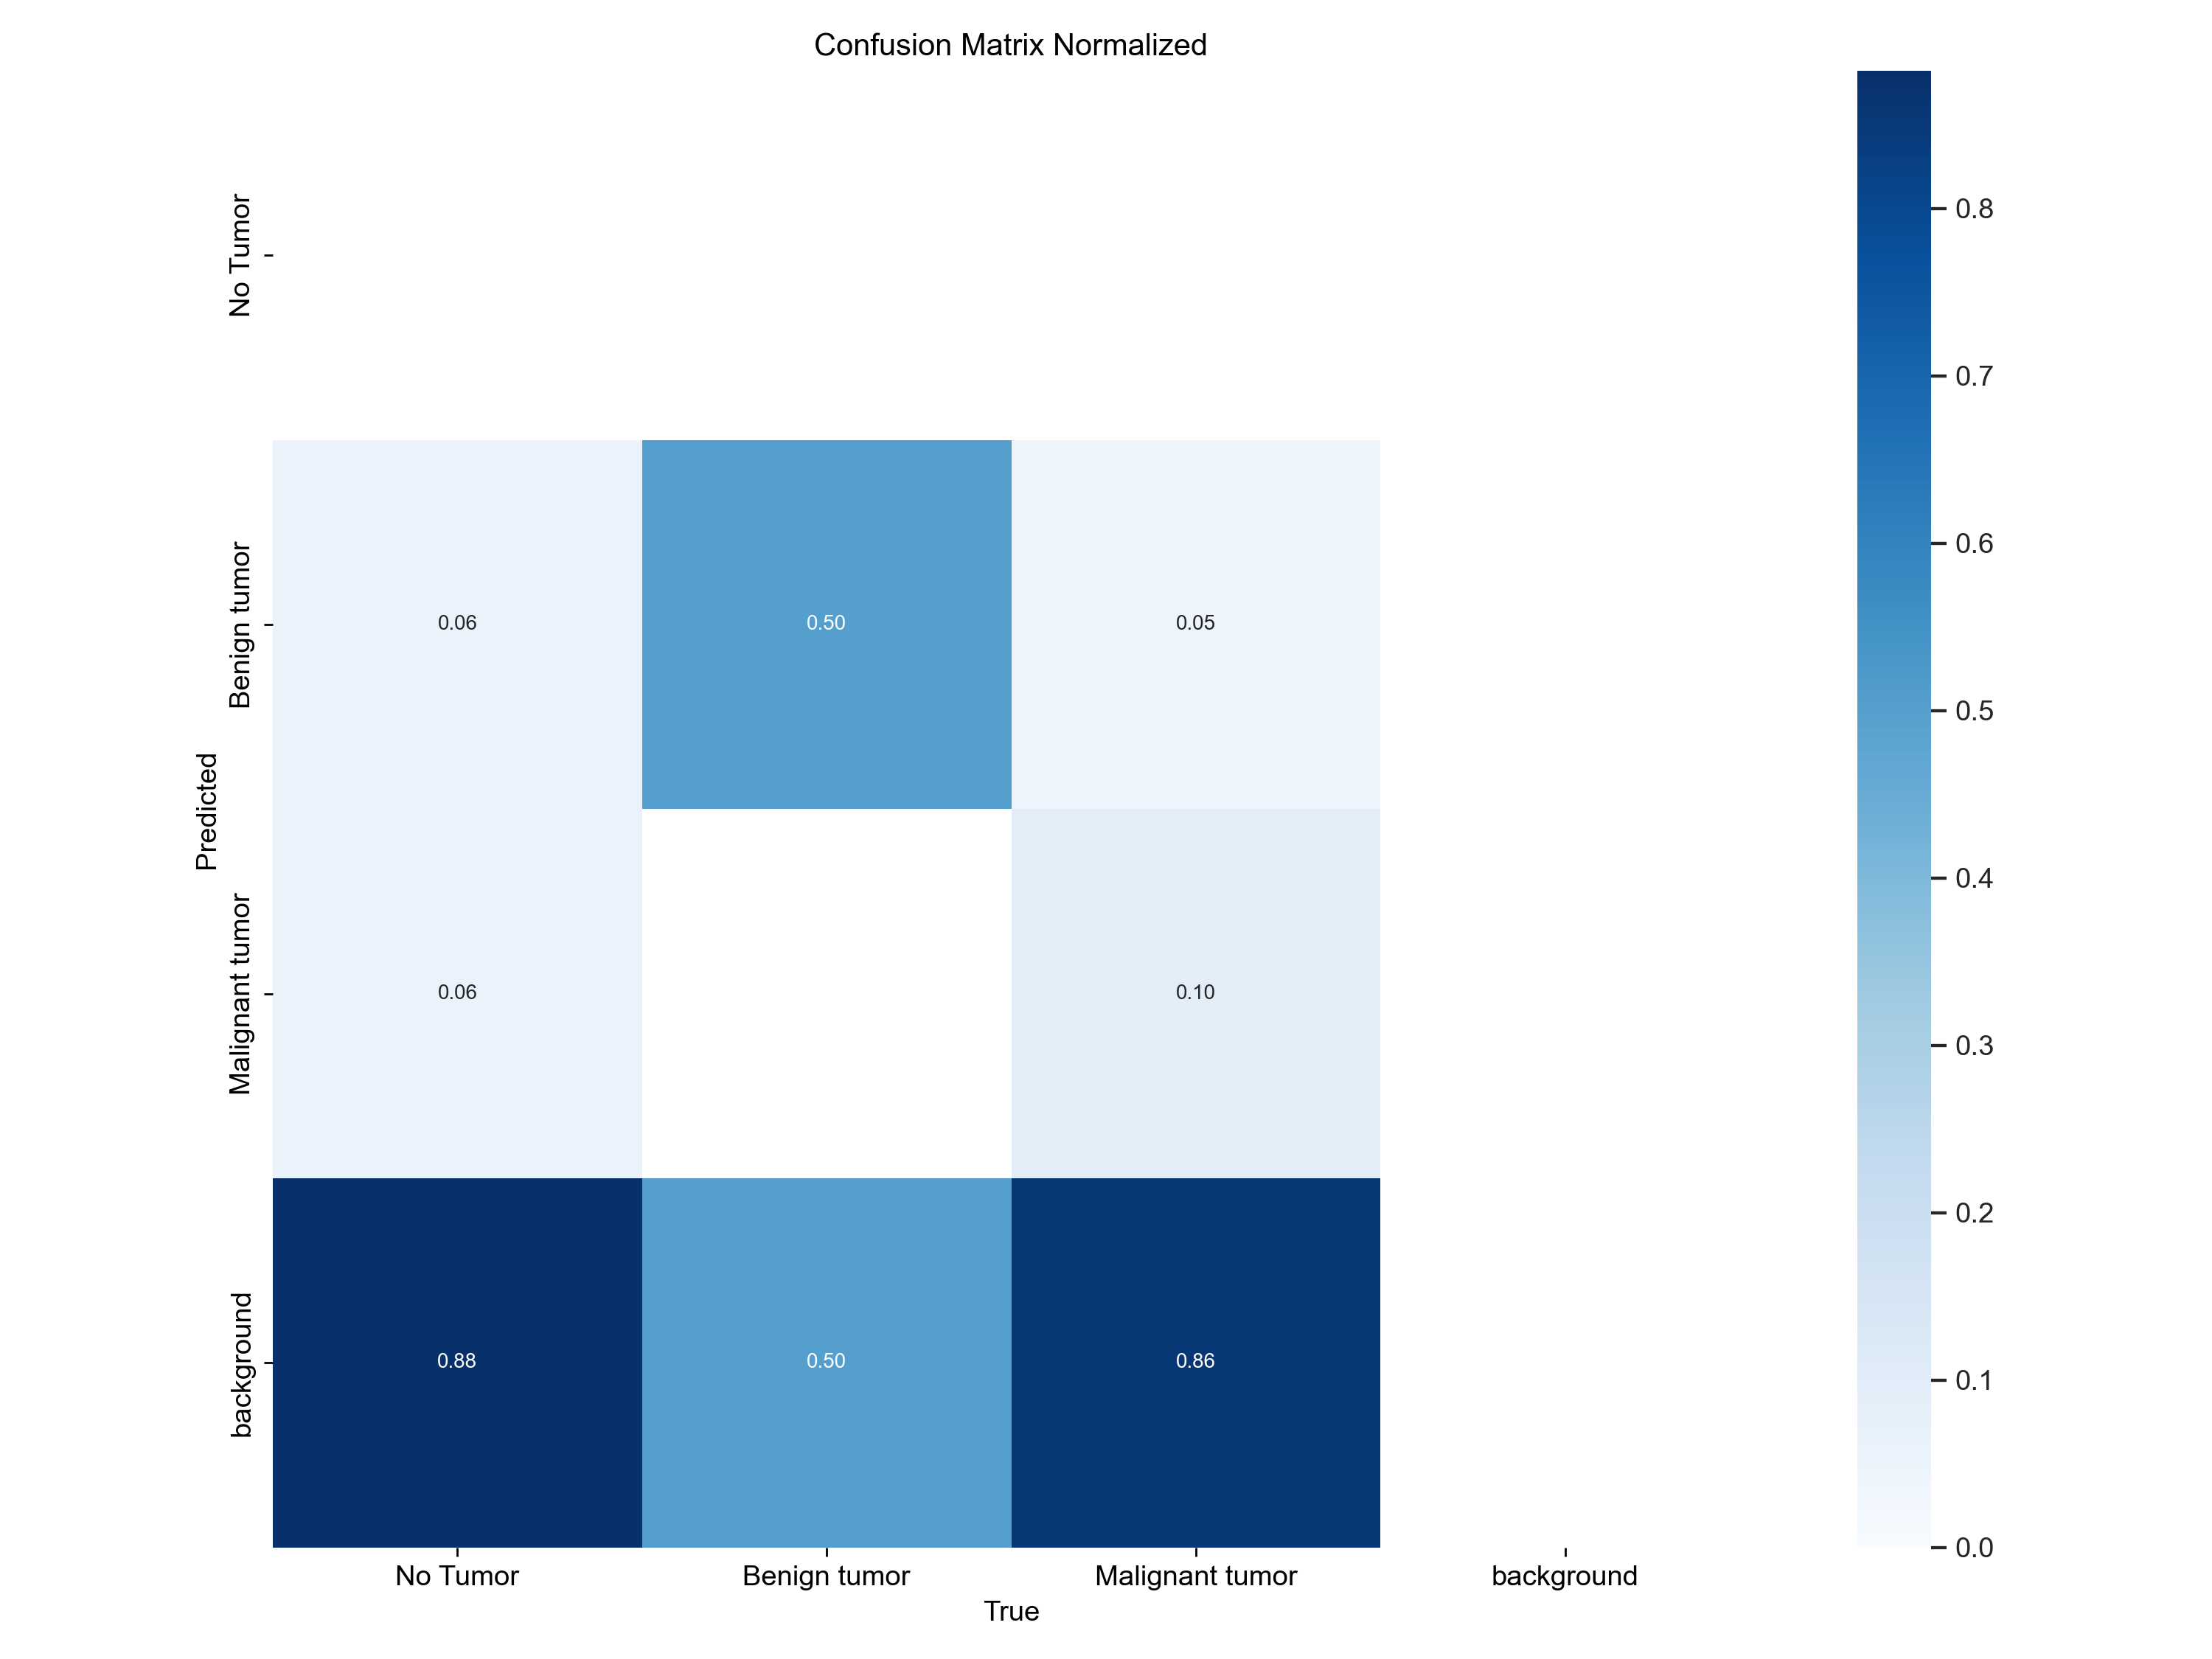 Confusion Matrix Normalized
No Tumor
Benign tumor
Malignant tumor
background
Predicted
0.06
0.50
0.05
0.06
0.10
0.88
0.50
0.86
No Tumor
Benign tumor
Malignant tumor
background
True
0.8
0.7
0.6
0.5
0.4
0.3
0.2
0.1
0.0